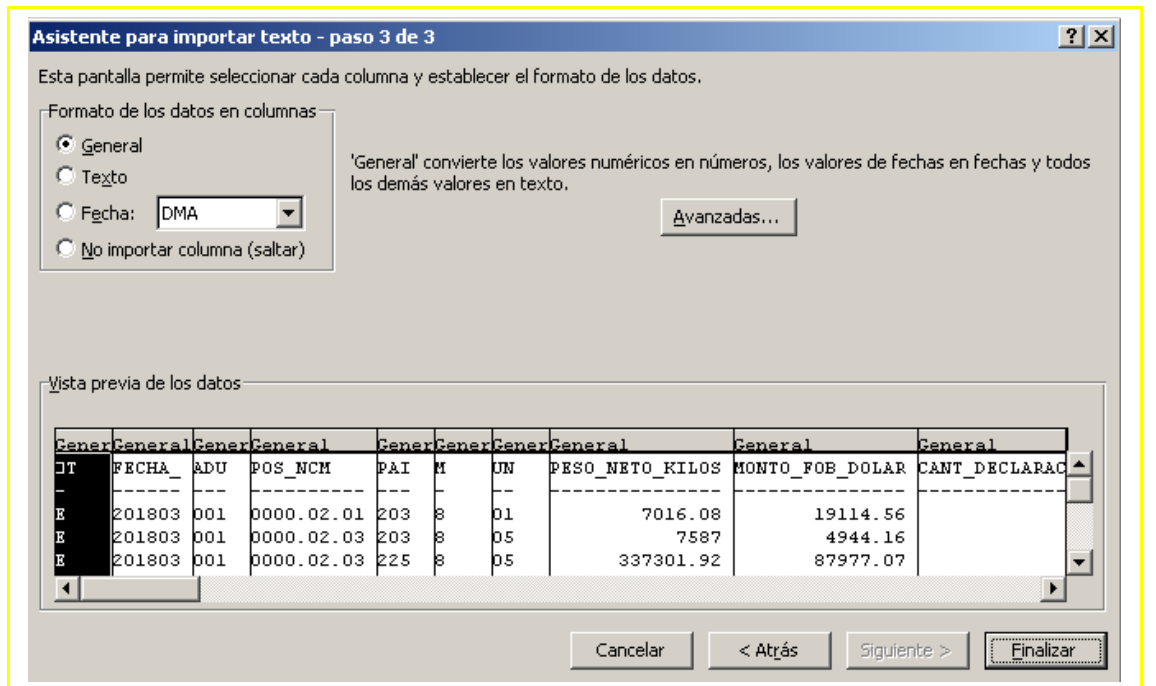 Asistente para importar texto - paso 3 de 3
Esta pantalla permite seleccionar cada columna y establecer el formato de los datos.
Formato de los datos en columnas
General
Texto
Fecha: DMA
No importar columna (saltar)
'General' convierte los valores numéricos en números, los valores de fechas en fechas y todos
los demás valores en texto.
Avanzadas...
Vista previa de los datos
Gener General Gener General Gener Gener Gener General General General
□T FECHA_ ADU POS_NCM PAI M UN PESO_NETO_KILOS MONTO_FOB_DOLAR CANT_DECLARAC
- ------ --- ---------- --- - -- --------------- --------------- -------------
E 201803 001 0000.02.01 203 8 01 7016.08 19114.56
E 201803 001 0000.02.03 203 8 05 7587 4944.16
E 201803 001 0000.02.03 225 8 05 337301.92 87977.07
Cancelar < Atrás Siguiente > Finalizar